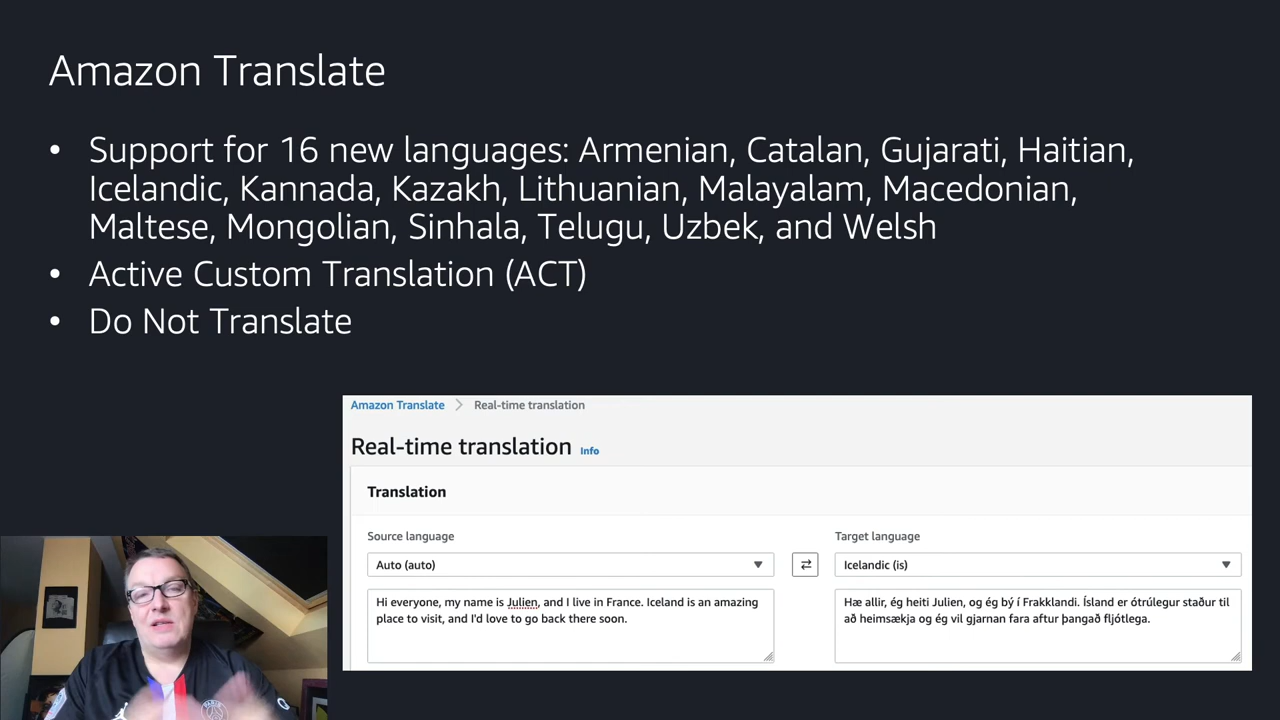 Amazon Translate
• Support for 16 new languages: Armenian, Catalan, Gujarati, Haitian,
Icelandic, Kannada, Kazakh, Lithuanian, Malayalam, Macedonian,
Maltese, Mongolian, Sinhala, Telugu, Uzbek, and Welsh
• Active Custom Translation (ACT)
• Do Not Translate
Amazon Translate > Real-time translation
Real-time translation Info
Translation
Source language
Auto (auto)
Hi everyone, my name is Julien, and I live in France. Iceland is an amazing
place to visit, and I'd love to go back there soon.
Target language
Icelandic (is)
Hæ allir, ég heiti Julien, og ég bý í Frakklandi. Ísland er ótrúlegur staður til
að heimsækja og ég vil gjarnan fara aftur þangað fljótlega.
PARIS